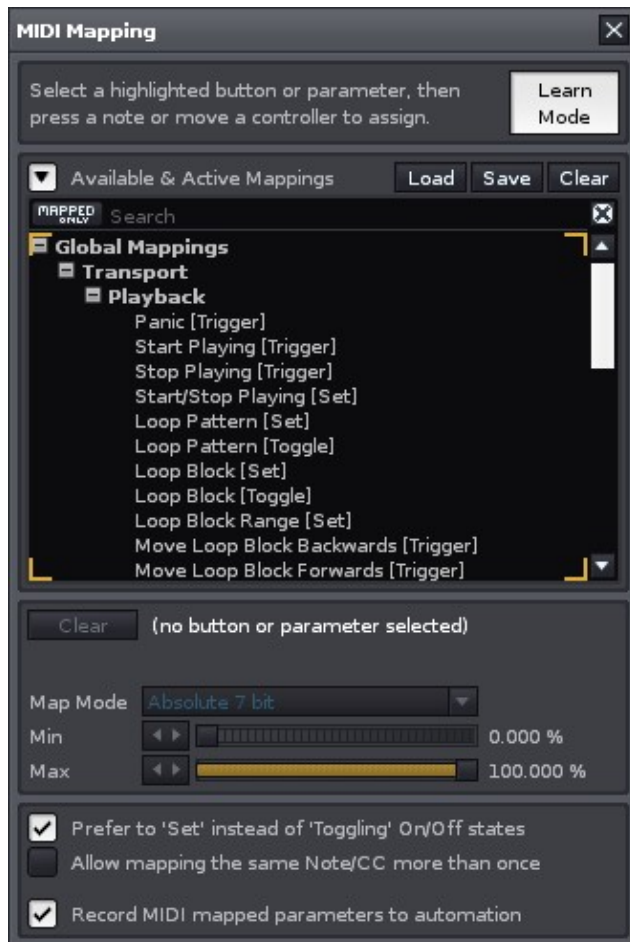 MIDI Mapping
Select a highlighted button or parameter, then
press a note or move a controller to assign.
Learn
Mode
Available & Active Mappings
Load
Save
Clear
MAPPED
ONLY
Search
Global Mappings
Transport
Playback
Panic [Trigger]
Start Playing [Trigger]
Stop Playing [Trigger]
Start/Stop Playing [Set]
Loop Pattern [Set]
Loop Pattern [Toggle]
Loop Block [Set]
Loop Block [Toggle]
Loop Block Range [Set]
Move Loop Block Backwards [Trigger]
Move Loop Block Forwards [Trigger]
Clear
(no button or parameter selected)
Map Mode
Absolute 7 bit
Min
0.000 %
Max
100.000 %
Prefer to 'Set' instead of 'Toggling' On/Off states
Allow mapping the same Note/CC more than once
Record MIDI mapped parameters to automation